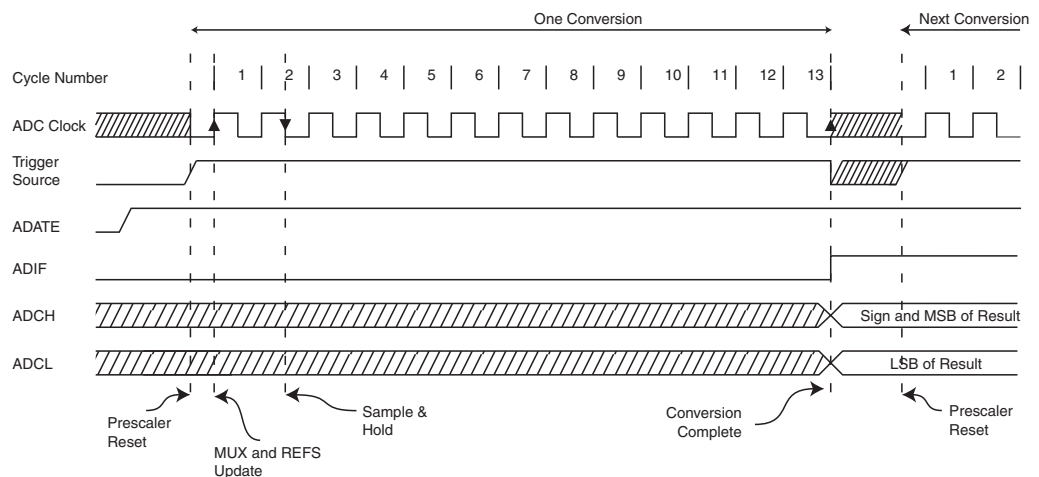 One Conversion
Next Conversion
Cycle Number
1 2 3 4 5 6 7 8 9 10 11 12 13
1 2
ADC Clock
Trigger
Source
ADATE
ADIF
ADCH
Sign and MSB of Result
ADCL
LSB of Result
Prescaler
Reset
MUX and REFS
Update
Sample &
Hold
Conversion
Complete
Prescaler
Reset